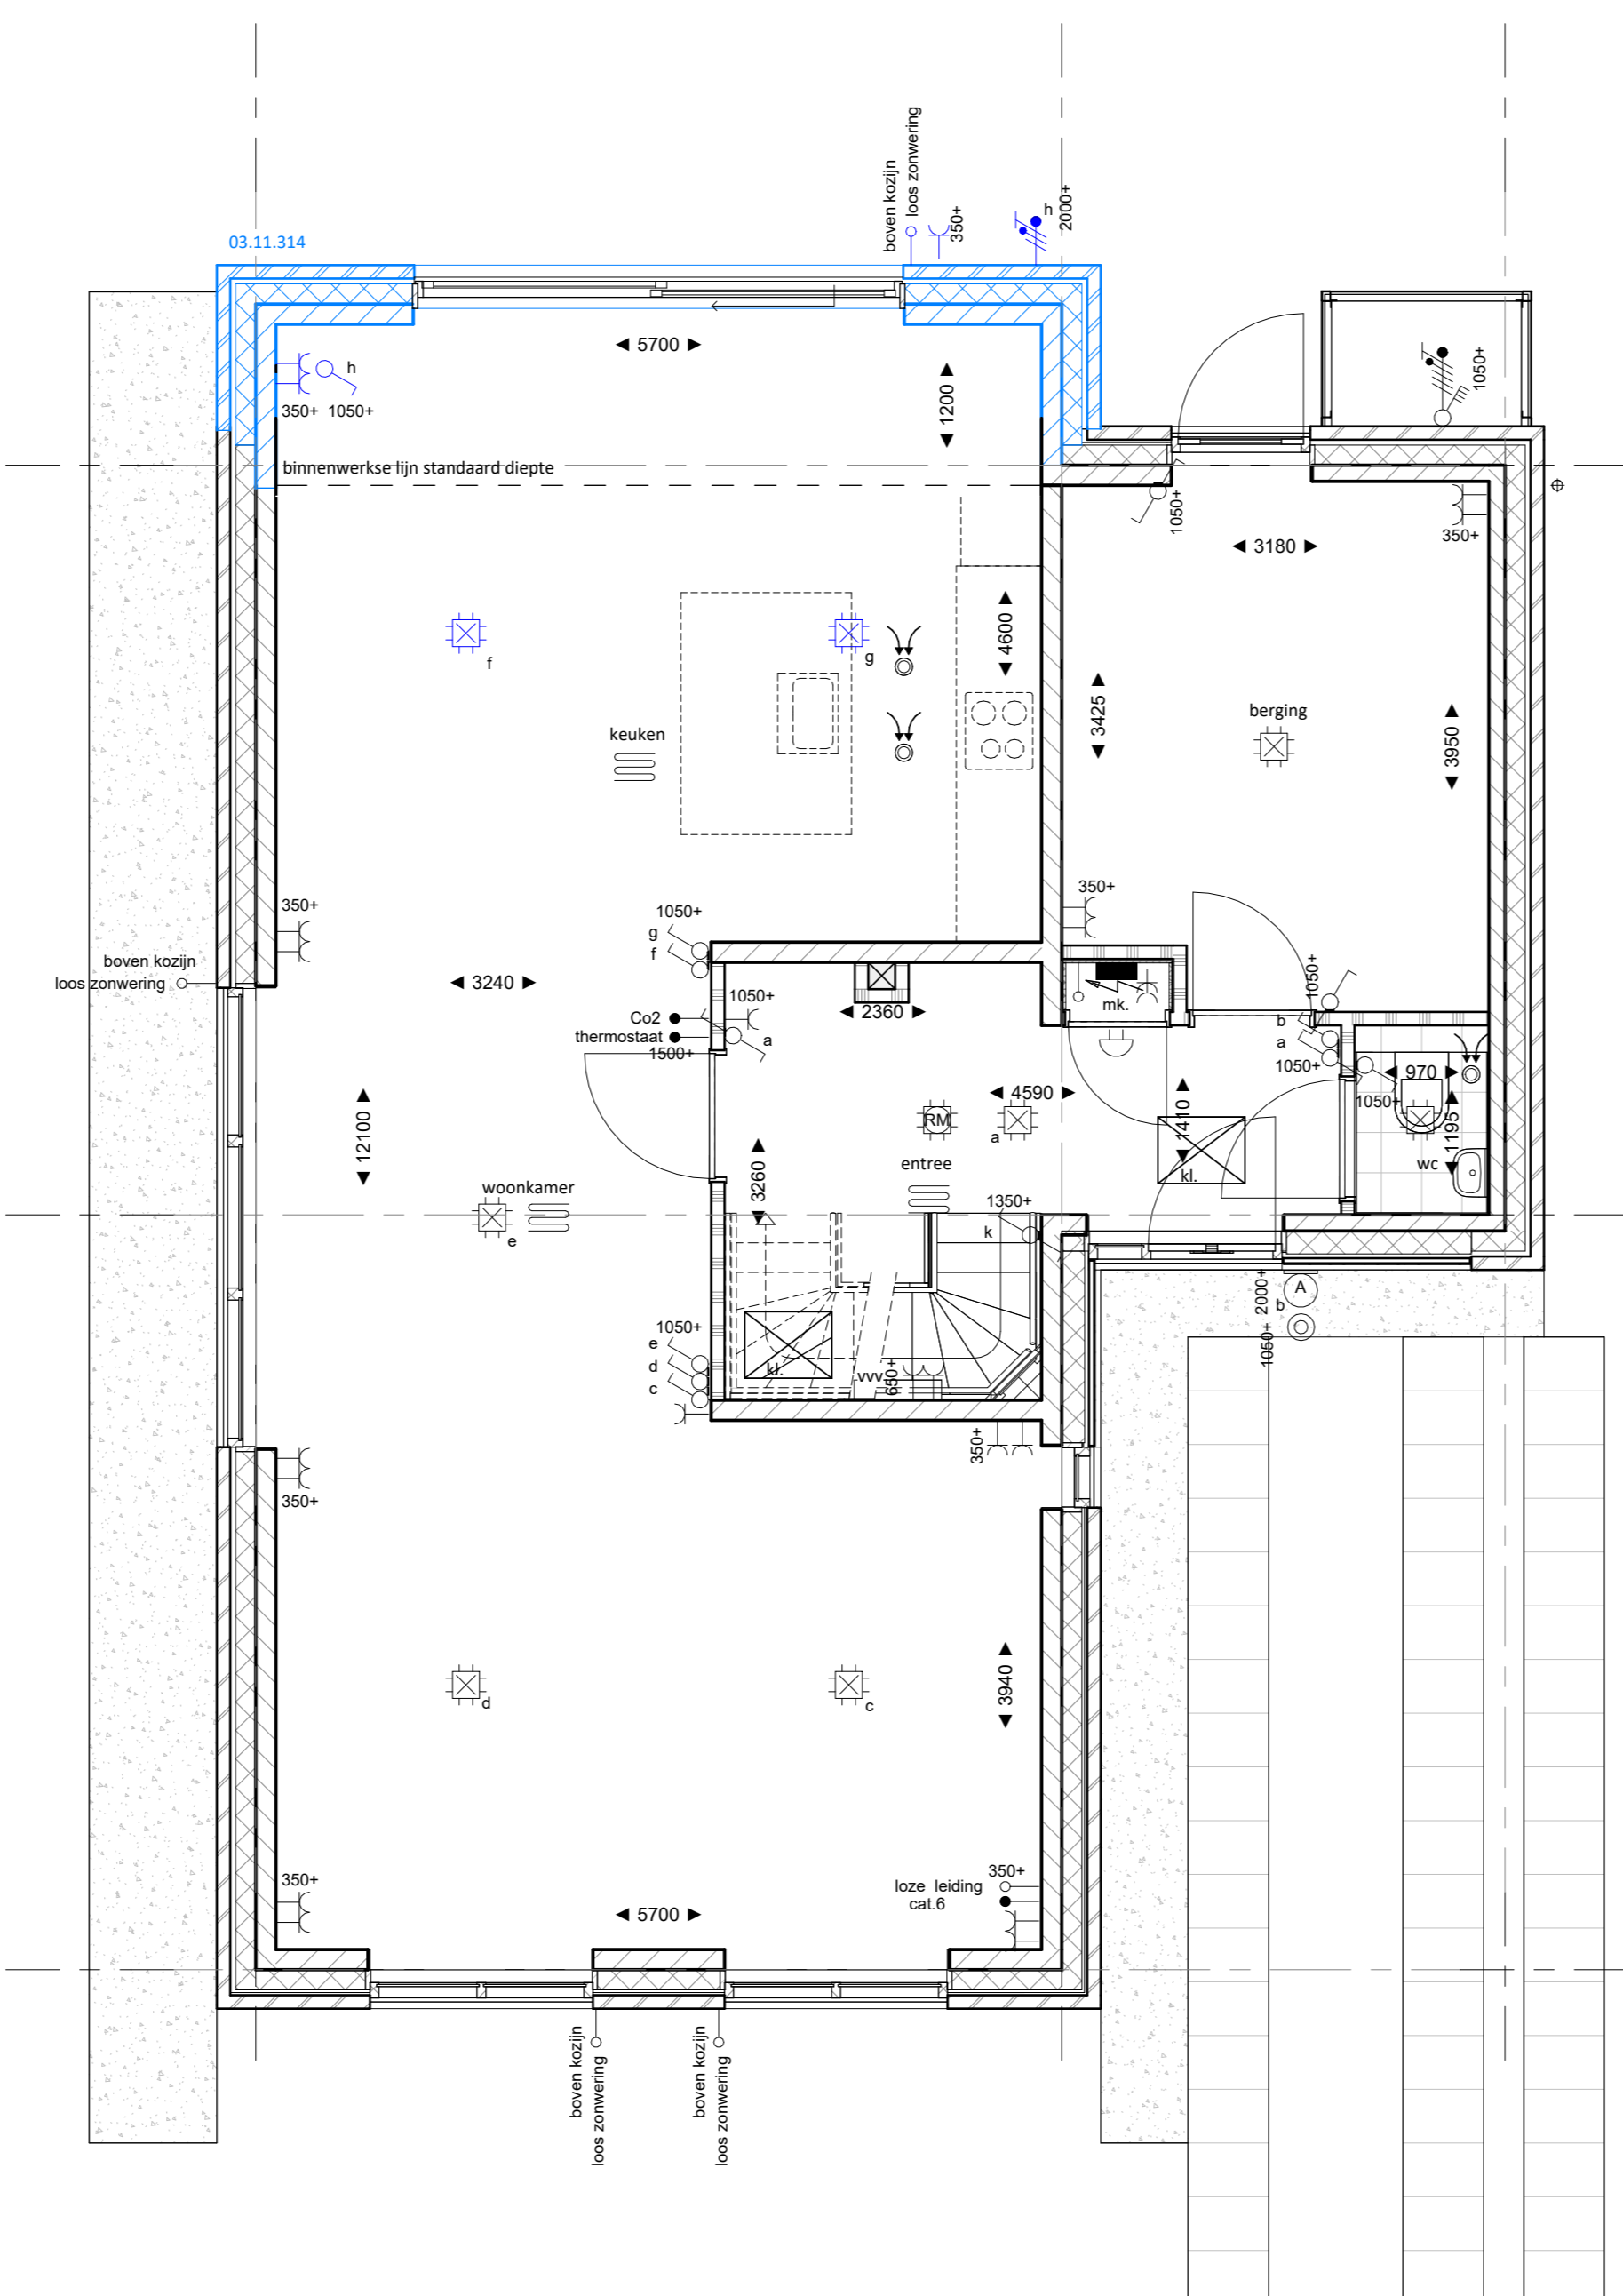 boven kozijn
loos zonwering
350+
h
2000+
03.11.314
5700
1200
h
350+ 1050+
1050+
binnenwerkse lijn standaard diepte
1050+
350+
3180
f
g
4600
3425
3950
berging
keuken
350+
350+
1050+
g
f
boven kozijn
loos zonwering
3240
1050+
Co2
thermostaat
1500+
a
2360
mk.
1050+
b
a
1050+
970
1050+
4590
1410
1195
12100
RM
a
3260
entree
wc
kl.
woonkamer
e
1350+
k
2000+
A
b
1050+
1050+
e
d
c
kl.
vvv
650+
350+
350+
d
c
3940
350+
350+
loze leiding
cat.6
5700
boven kozijn
loos zonwering
boven kozijn
loos zonwering